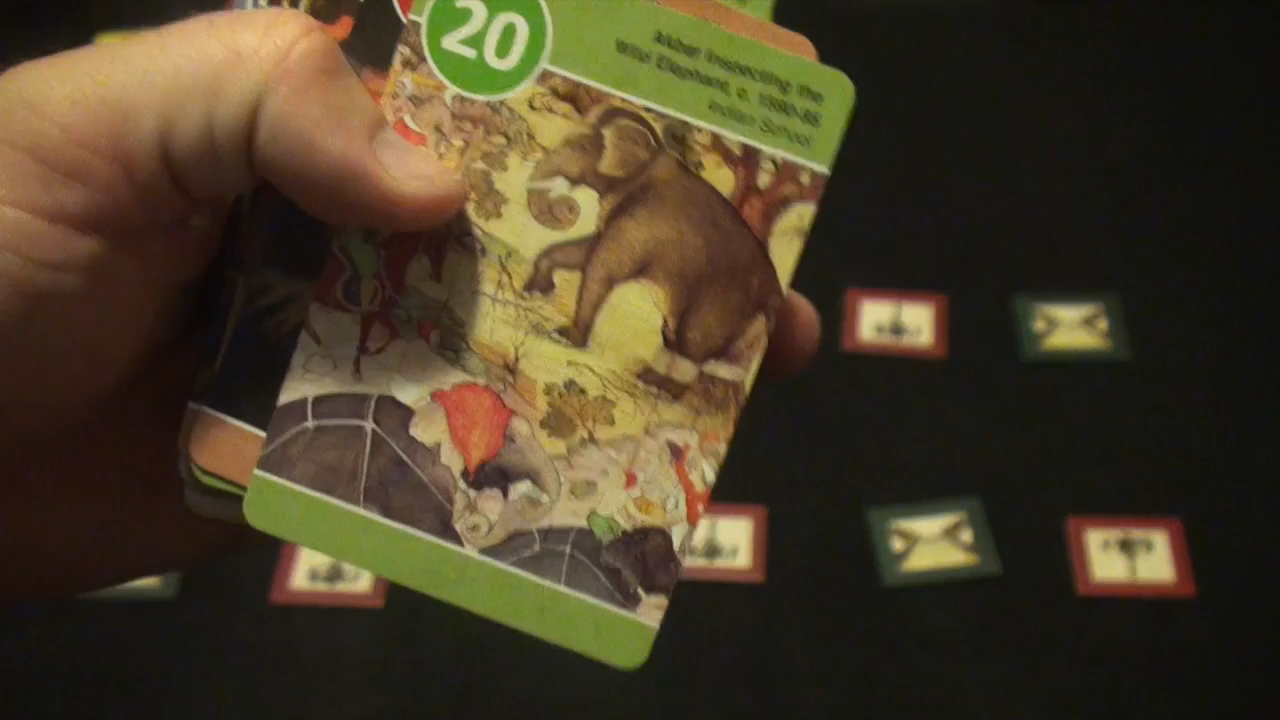 20
Akbar Inspecting the
Wild Elephant, c. 1590-95
Indian School